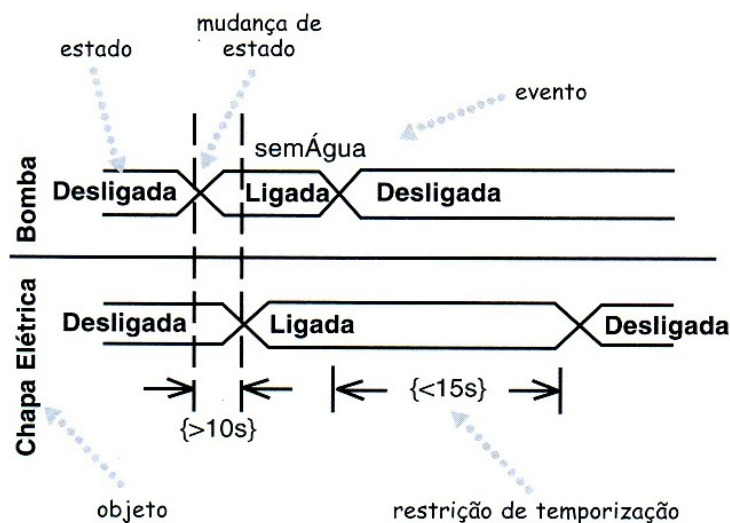 mudança de
estado
estado
evento
semÁgua
Bomba
Desligada
Ligada
Desligada
Chapa Elétrica
Desligada
Ligada
Desligada
{>10s}
{<15s}
objeto
restrição de temporização